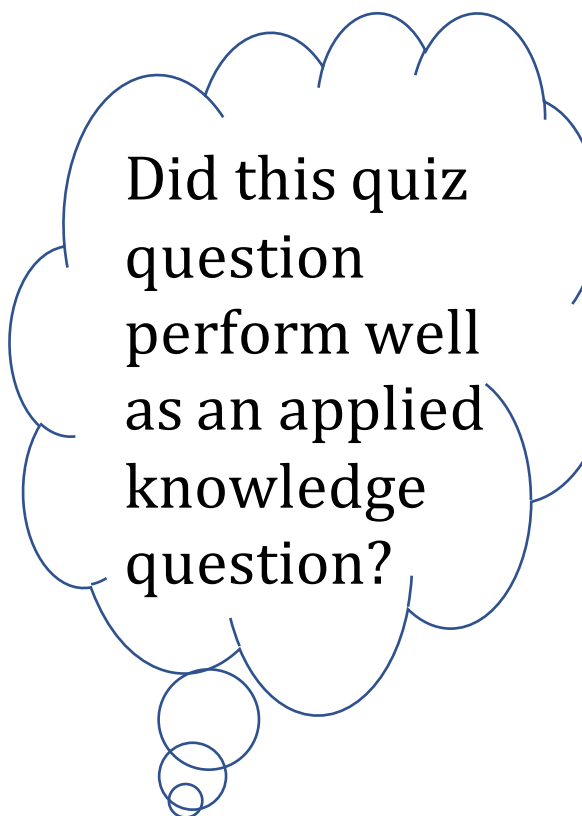 Did this quiz
question
perform well
as an applied
knowledge
question?